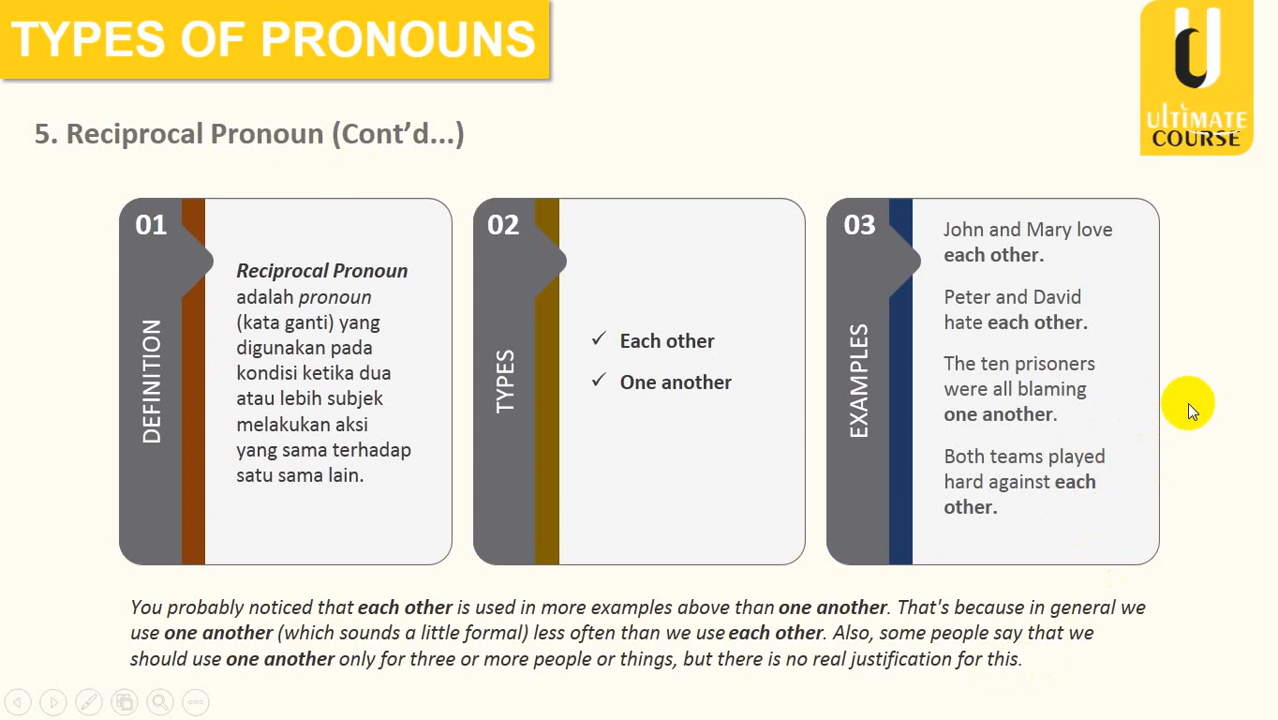 TYPES OF PRONOUNS
ULTIMATE
COURSE
5. Reciprocal Pronoun (Cont’d...)
01
DEFINITION
Reciprocal Pronoun
adalah pronoun
(kata ganti) yang
digunakan pada
kondisi ketika dua
atau lebih subjek
melakukan aksi
yang sama terhadap
satu sama lain.
02
TYPES
✓ Each other
✓ One another
03
EXAMPLES
John and Mary love
each other.
Peter and David
hate each other.
The ten prisoners
were all blaming
one another.
Both teams played
hard against each
other.
You probably noticed that each other is used in more examples above than one another. That's because in general we
use one another (which sounds a little formal) less often than we use each other. Also, some people say that we
should use one another only for three or more people or things, but there is no real justification for this.